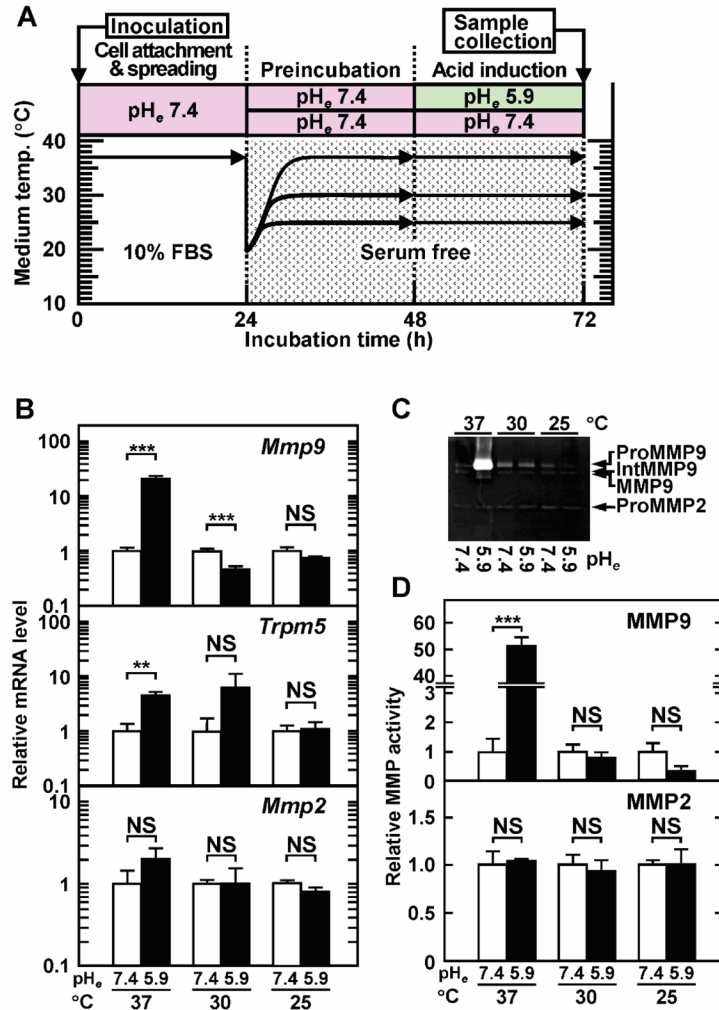 A
Inoculation
Sample
collection
Cell attachment
& spreading
Preincubation
Acid induction
pHe 7.4
pHe 7.4
pHe 5.9
pHe 7.4
pHe 7.4
Medium temp. (°C)
40
30
20
10
10% FBS
Serum free
0
24
48
72
Incubation time (h)
B
Relative mRNA level
100
10
1
0.1
Mmp9
***
***
NS
100
10
1
0.1
Trpm5
**
NS
NS
10
1
0.1
Mmp2
NS
NS
NS
pHe 7.4 5.9 7.4 5.9 7.4 5.9
°C 37 30 25
C
37 30 25 °C
ProMMP9
IntMMP9
MMP9
ProMMP2
7.4 5.9 7.4 5.9 7.4 5.9 pHe
D
Relative MMP activity
60
50
40
3
2
1
0
MMP9
***
NS
NS
MMP2
1.0
0.5
0.0
NS
NS
NS
pHe 7.4 5.9 7.4 5.9 7.4 5.9
°C 37 30 25